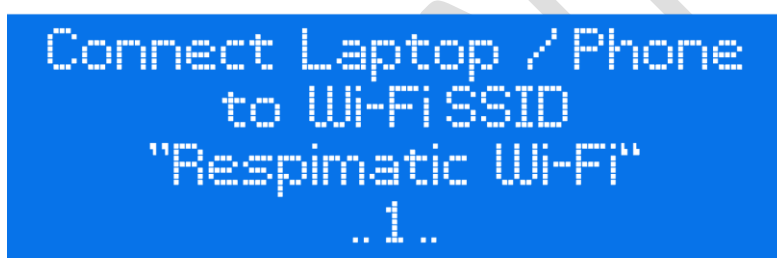 Connect Laptop / Phone
to Wi-Fi SSID
"Respimatic Wi-Fi"
..1..